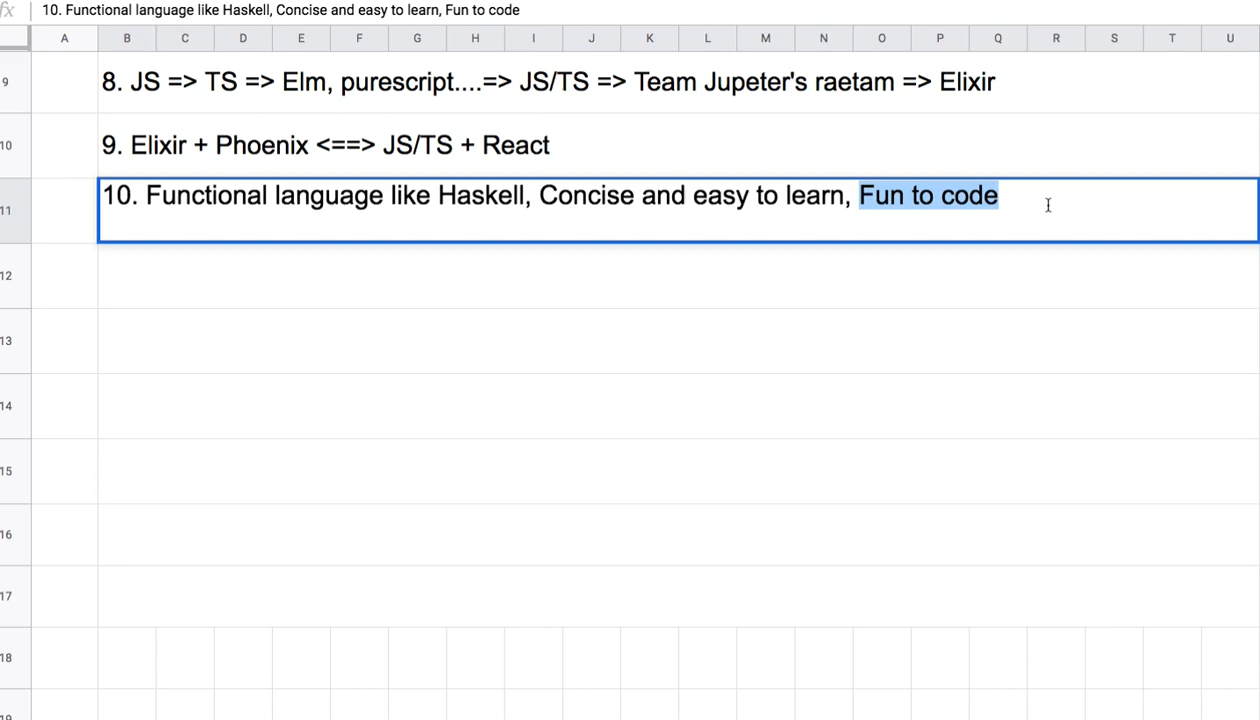 fx 10. Functional language like Haskell, Concise and easy to learn, Fun to code
A B C D E F G H I J K L M N O P Q R S T U
9 8. JS => TS => Elm, purescript....=> JS/TS => Team Jupeter's raetam => Elixir
10 9. Elixir + Phoenix <==> JS/TS + React
11 10. Functional language like Haskell, Concise and easy to learn, Fun to code
12
13
14
15
16
17
18
19